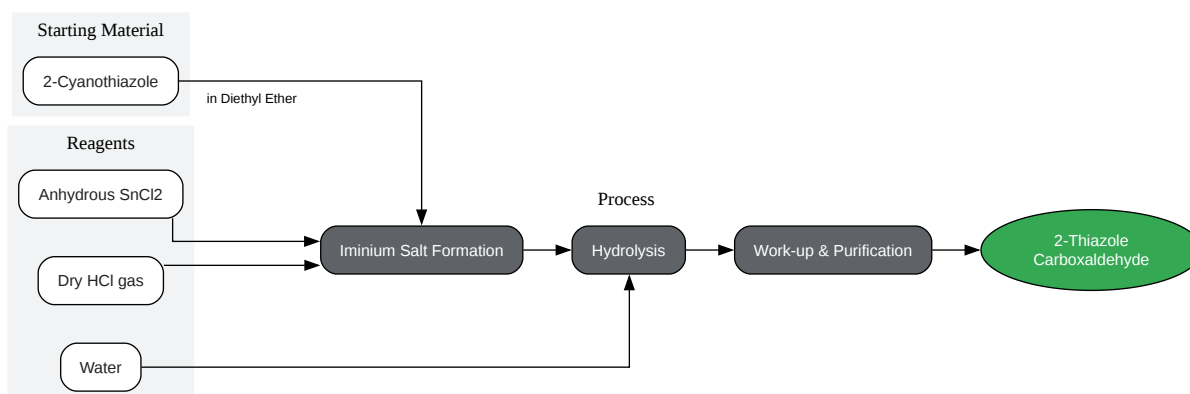 Starting Material
2-Cyanothiazole
in Diethyl Ether
Reagents
Anhydrous SnCl2
Dry HCl gas
Water
Process
Iminium Salt Formation
Hydrolysis
Work-up & Purification
2-Thiazole
Carboxaldehyde